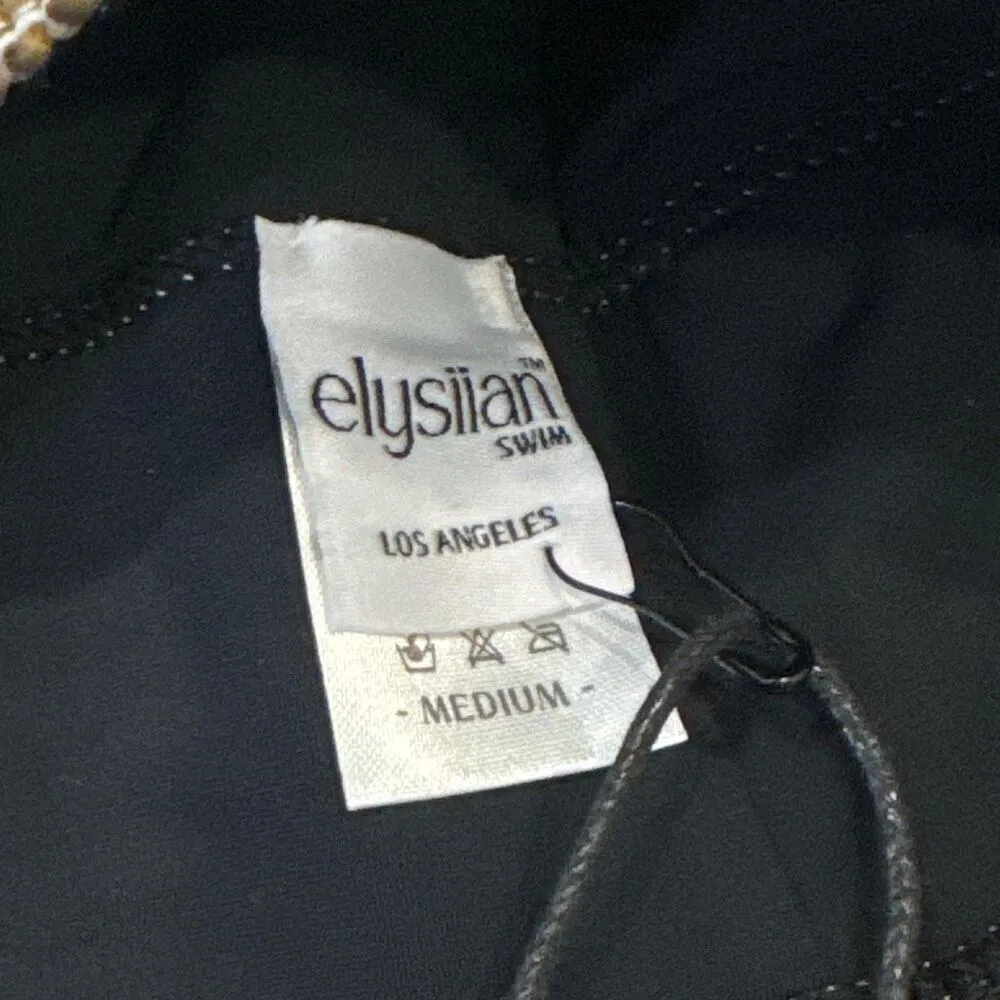 elysiian™
SWIM
LOS ANGELES
- MEDIUM -